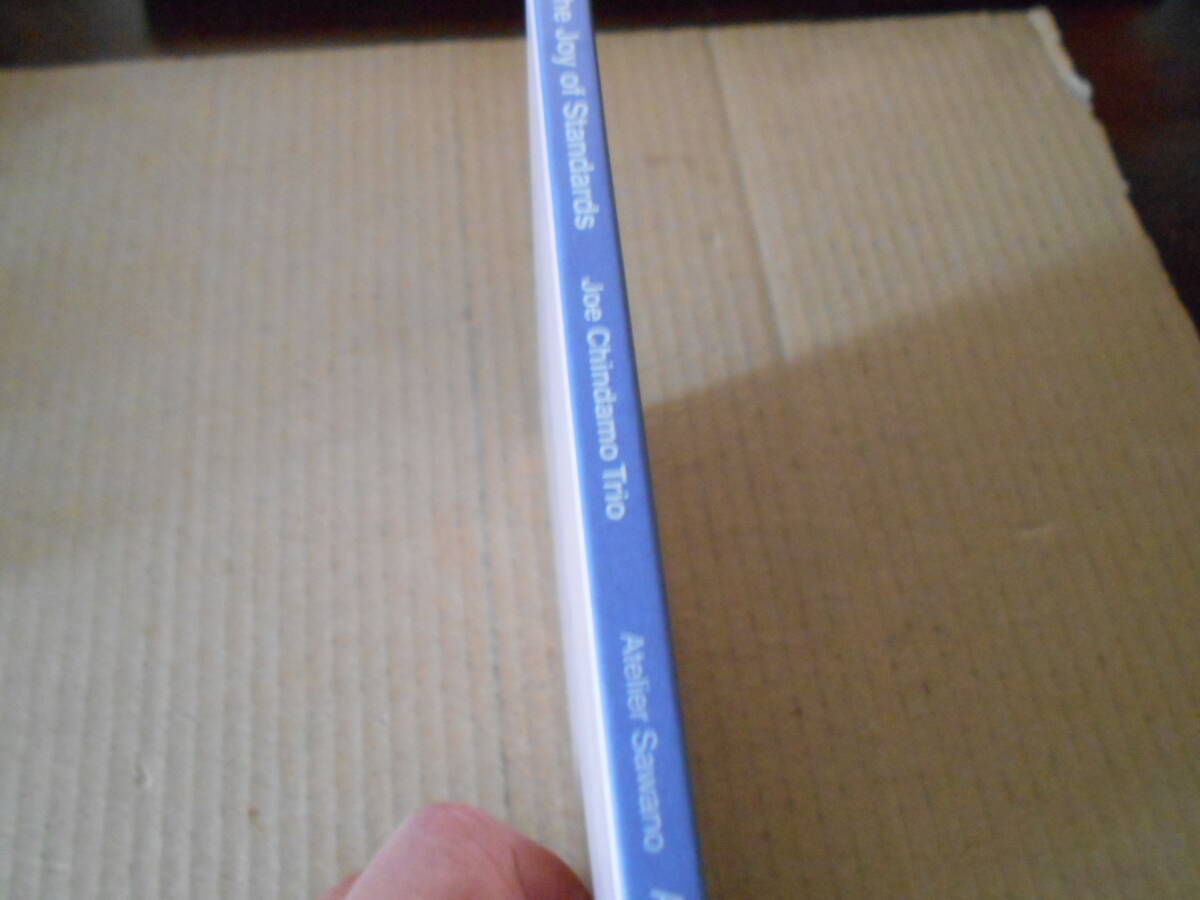 he Joy of Standards Joe Chindamo Trio Atelier Sawano A